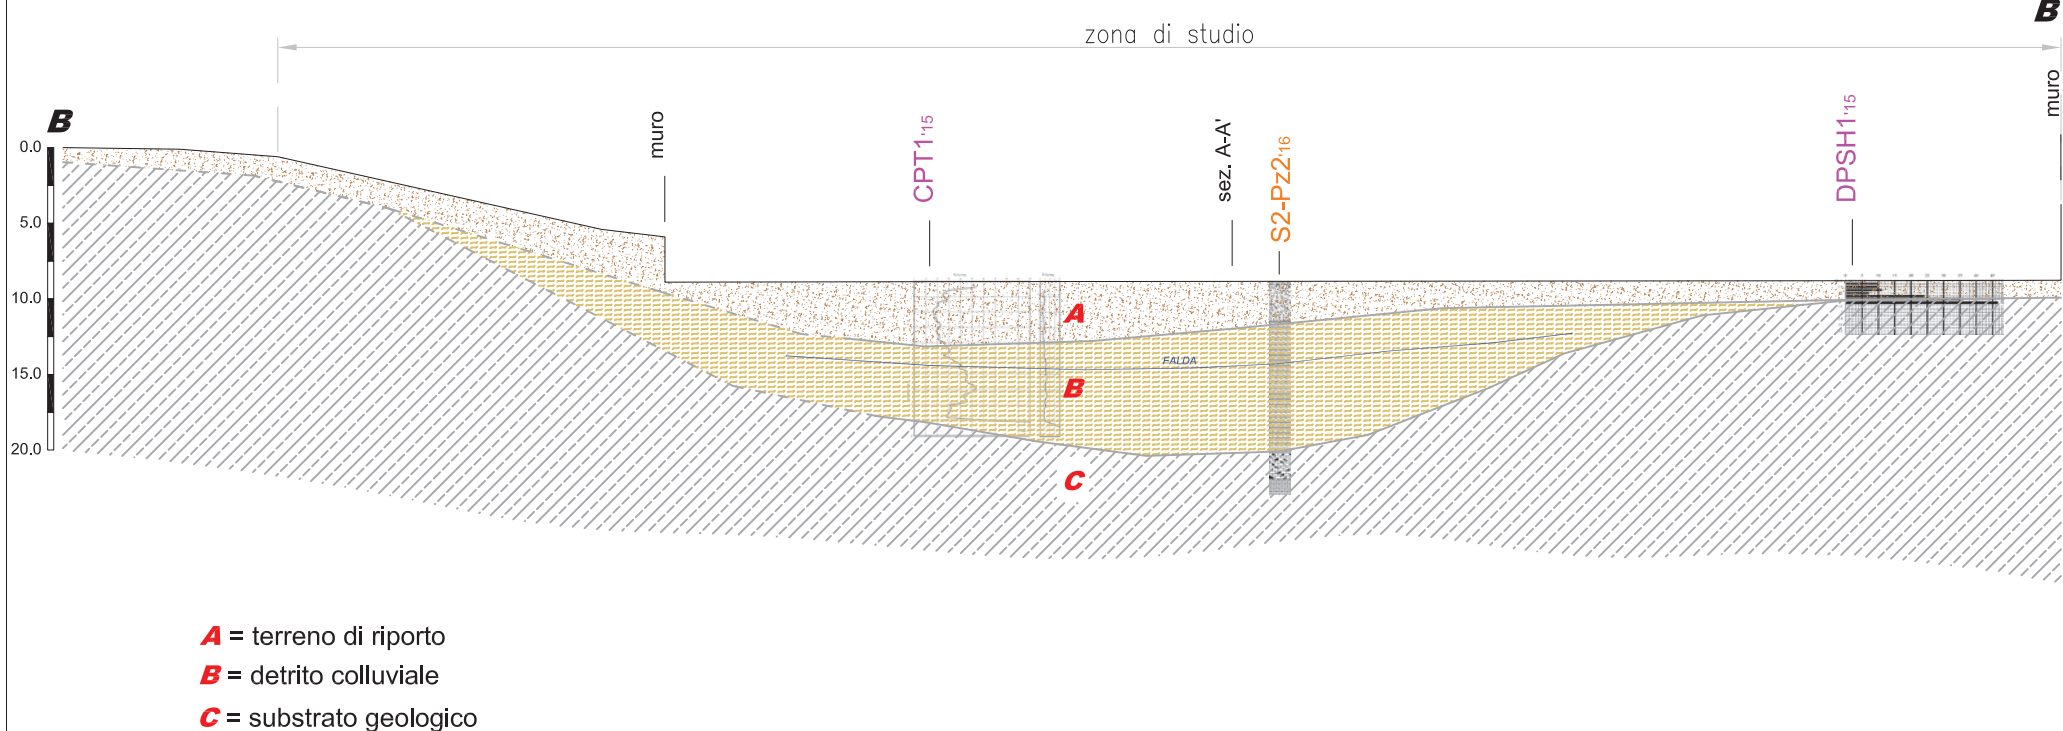 B
zona di studio
B
muro
CPT1'15
sez. A-A'
S2-Pz2'16
DPSH1'15
muro
0.0
5.0
10.0
15.0
20.0
A
FALDA
B
C
A = terreno di riporto
B = detrito colluviale
C = substrato geologico